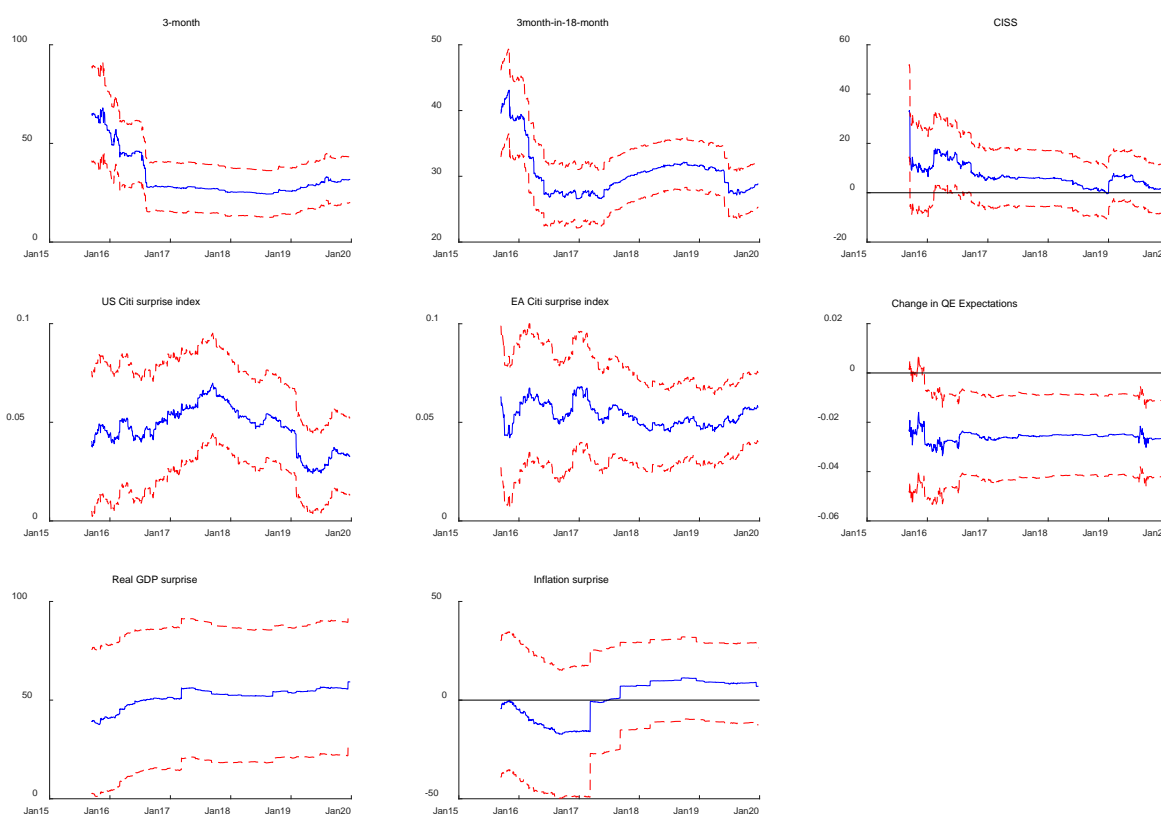 3-month
3month-in-18-month
CISS
100
50
0
50
40
30
20
60
40
20
0
-20
Jan15 Jan16 Jan17 Jan18 Jan19 Jan20
Jan15 Jan16 Jan17 Jan18 Jan19 Jan20
Jan15 Jan16 Jan17 Jan18 Jan19
US Citi surprise index
EA Citi surprise index
Change in QE Expectations
0.1
0.05
0
0.1
0.05
0
0.02
0
-0.02
-0.04
-0.06
Jan15 Jan16 Jan17 Jan18 Jan19 Jan20
Jan15 Jan16 Jan17 Jan18 Jan19 Jan20
Jan15 Jan16 Jan17 Jan18 Jan19
Real GDP surprise
Inflation surprise
100
50
0
50
0
-50
Jan15 Jan16 Jan17 Jan18 Jan19 Jan20
Jan15 Jan16 Jan17 Jan18 Jan19 Jan20